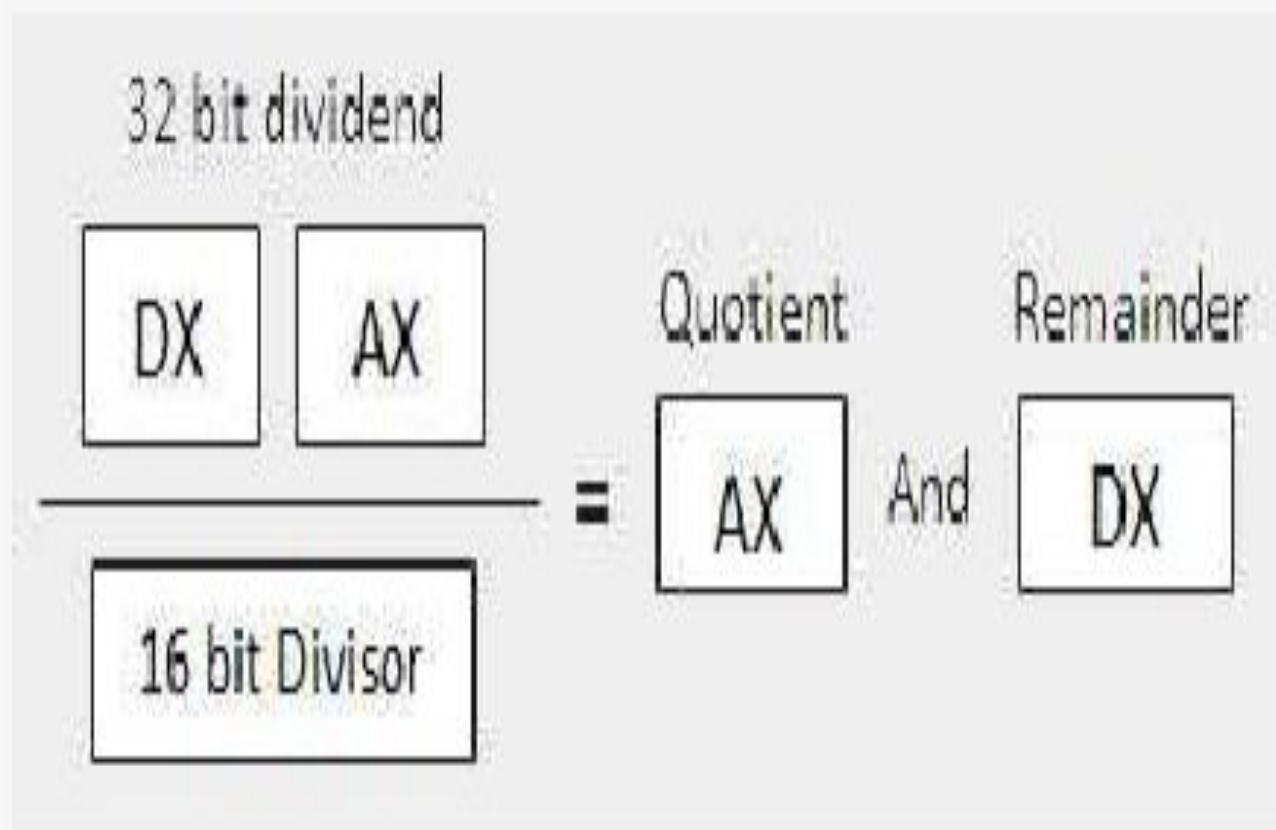 32 bit dividend
DX AX
16 bit Divisor
=
Quotient
AX
And
Remainder
DX